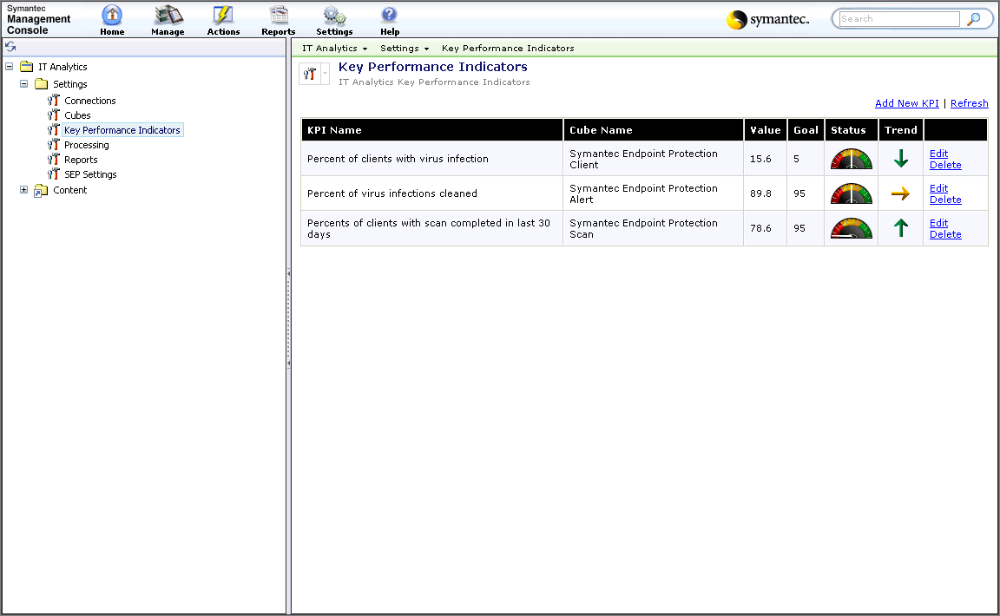 Symantec
Management
Console
Home
Manage
Actions
Reports
Settings
Help
symantec.
Search
IT Analytics
Settings
Connections
Cubes
Key Performance Indicators
Processing
Reports
SEP Settings
Content
IT Analytics Settings Key Performance Indicators
Key Performance Indicators
IT Analytics Key Performance Indicators
Add New KPI | Refresh
KPI Name Cube Name Value Goal Status Trend
Percent of clients with virus infection
Symantec Endpoint Protection
Client
15.6
5
Edit
Delete
Percent of virus infections cleaned
Symantec Endpoint Protection
Alert
89.8
95
Edit
Delete
Percents of clients with scan completed in last 30
days
Symantec Endpoint Protection
Scan
78.6
95
Edit
Delete